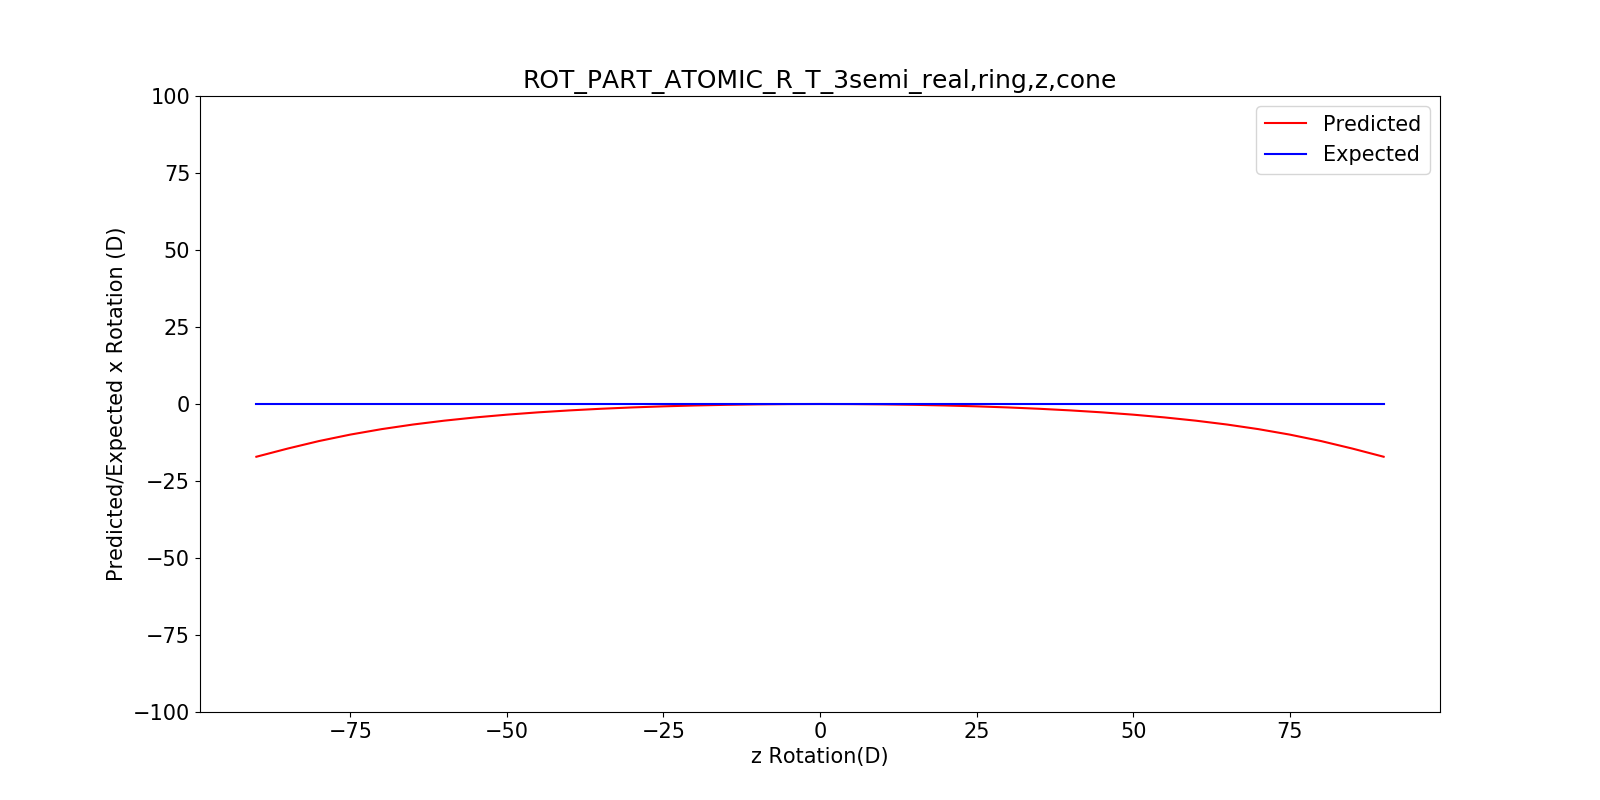 ROT_PART_ATOMIC_R_T_3semi_real,ring,z,cone
Predicted
Expected
100
75
50
25
0
−25
−50
−75
−100
Predicted/Expected x Rotation (D)
−75 −50 −25 0 25 50 75
z Rotation(D)